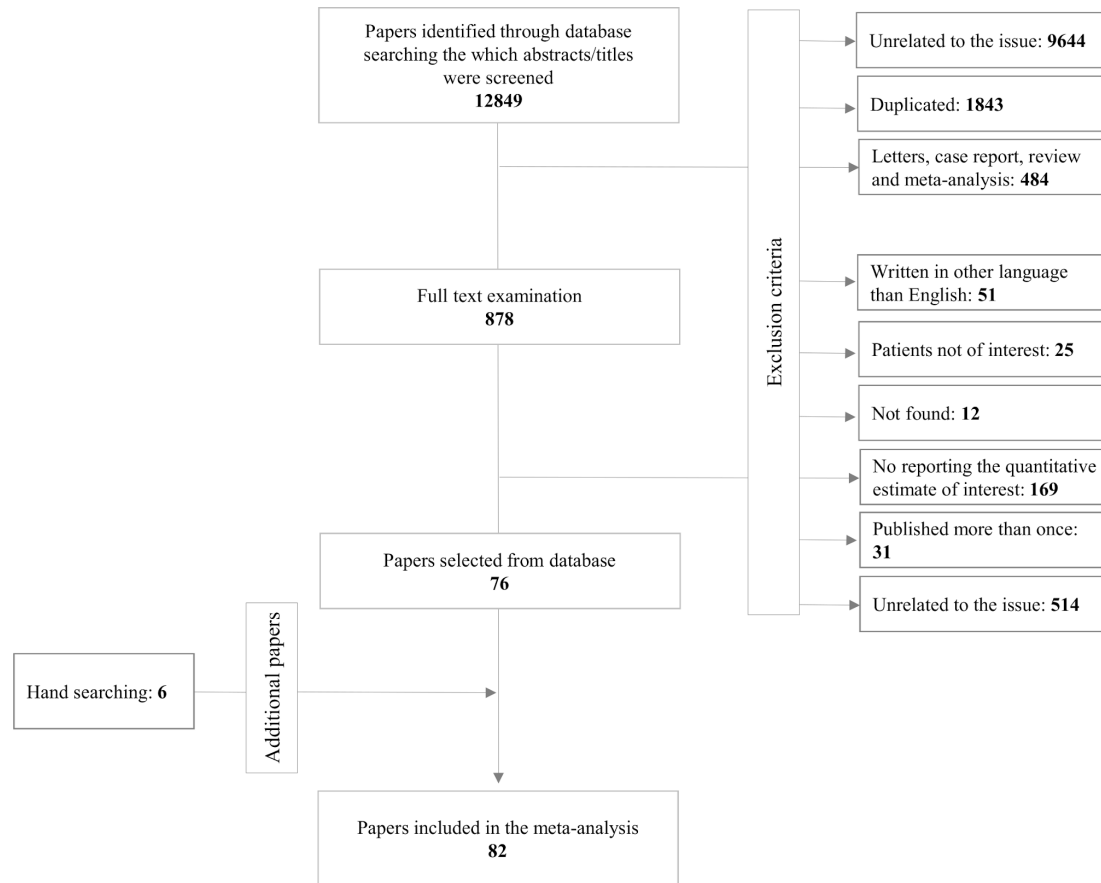 Papers identified through database
searching the which abstracts/titles
were screened
12849
Unrelated to the issue: 9644
Duplicated: 1843
Letters, case report, review
and meta-analysis: 484
Exclusion criteria
Full text examination
878
Written in other language
than English: 51
Patients not of interest: 25
Not found: 12
No reporting the quantitative
estimate of interest: 169
Published more than once:
31
Unrelated to the issue: 514
Papers selected from database
76
Hand searching: 6
Additional papers
Papers included in the meta-analysis
82